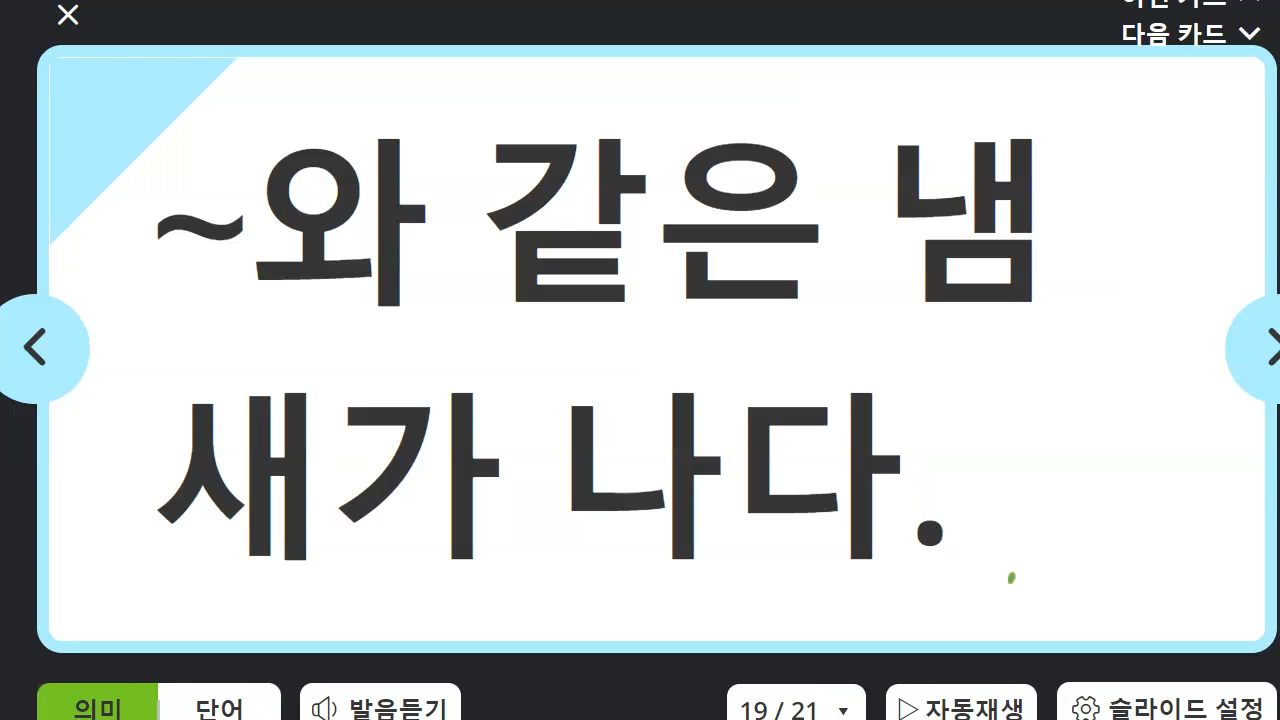 다음 카드
~와 같은 냄
새가 나다.
의미
단어
발음듣기
19 / 21
자동재생
슬라이드 설정